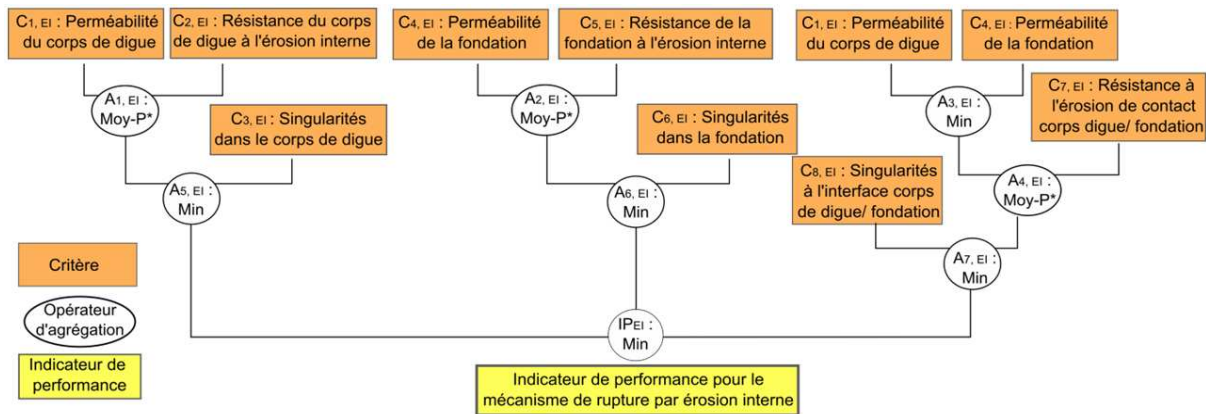 C1, EI : Perméabilité
du corps de digue
C2, EI : Résistance du corps
de digue à l'érosion interne
C4, EI : Perméabilité
de la fondation
C5, EI : Résistance de la
fondation à l'érosion interne
C1, EI : Perméabilité
du corps de digue
C4, EI : Perméabilité
de la fondation
A1, EI :
Moy-P*
C3, EI : Singularités
dans le corps de digue
A2, EI :
Moy-P*
C6, EI : Singularités
dans la fondation
A3, EI :
Min
C7, EI : Résistance à
l'érosion de contact
corps digue/ fondation
A5, EI :
Min
A6, EI :
Min
C8, EI : Singularités
à l'interface corps
de digue/ fondation
A4, EI :
Moy-P*
A7, EI :
Min
Critère
Opérateur
d'agrégation
Indicateur de
performance
IPEI :
Min
Indicateur de performance pour le
mécanisme de rupture par érosion interne